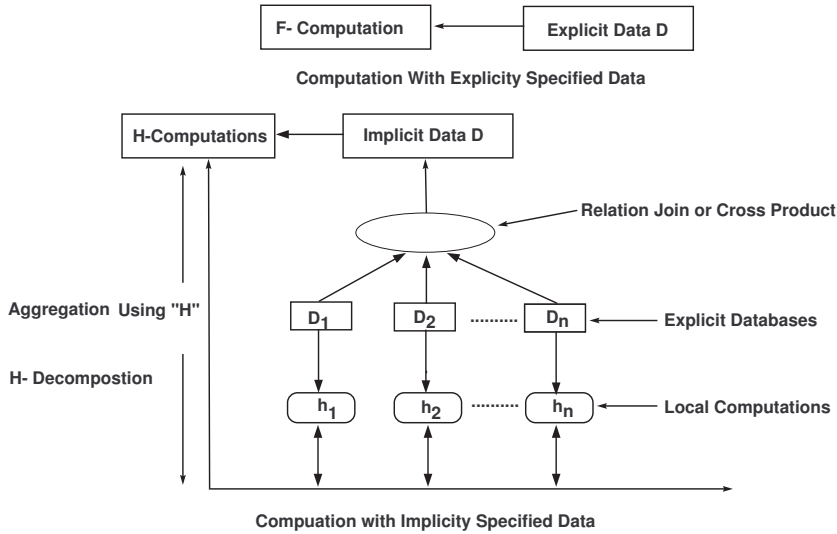 F- Computation
Explicit Data D
Computation With Explicity Specified Data
H-Computations
Implicit Data D
Relation Join or Cross Product
Aggregation Using "H"
D1
D2
..........
Dn
Explicit Databases
H- Decompostion
h1
h2
..........
hn
Local Computations
Compuation with Implicity Specified Data